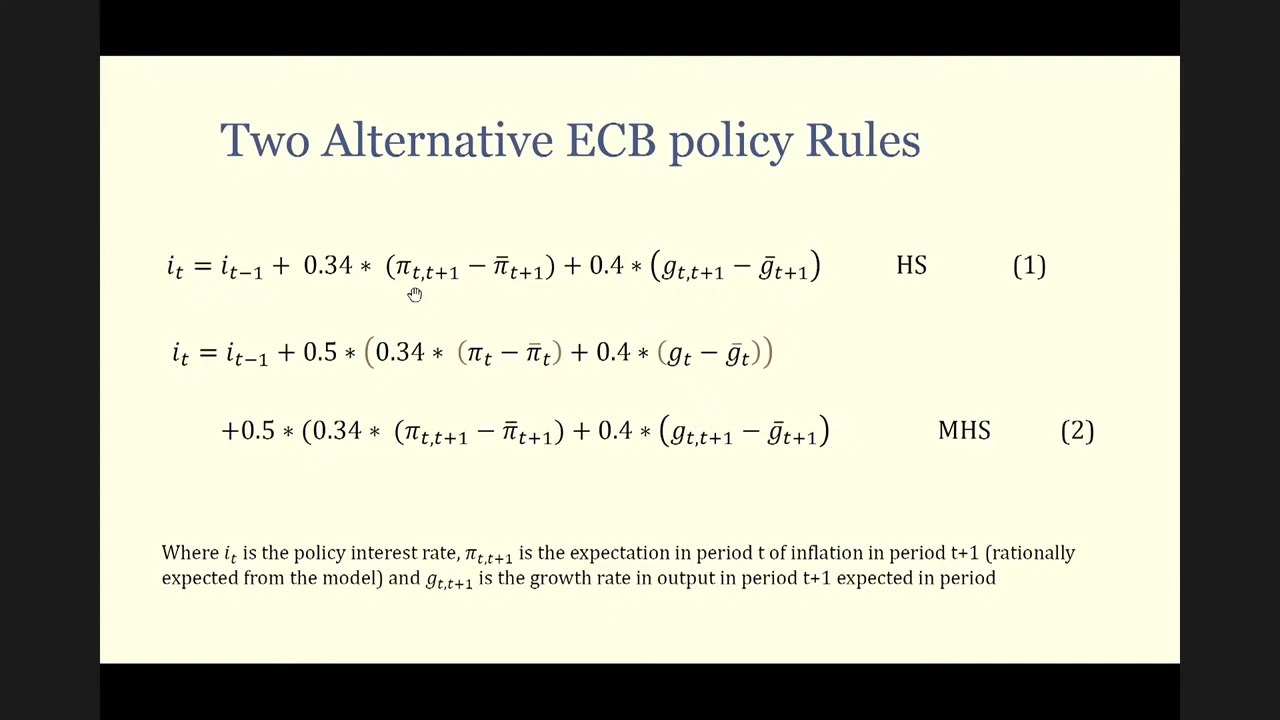 Two Alternative ECB policy Rules
iₜ = iₜ₋₁ + 0.34 ∗ (πₜ,ₜ₊₁ − π̄ₜ₊₁) + 0.4 ∗ (gₜ,ₜ₊₁ − ḡₜ₊₁) HS (1)
iₜ = iₜ₋₁ + 0.5 ∗ (0.34 ∗ (πₜ − π̄ₜ) + 0.4 ∗ (gₜ − ḡₜ))
+0.5 ∗ (0.34 ∗ (πₜ,ₜ₊₁ − π̄ₜ₊₁) + 0.4 ∗ (gₜ,ₜ₊₁ − ḡₜ₊₁) MHS (2)
Where iₜ is the policy interest rate, πₜ,ₜ₊₁ is the expectation in period t of inflation in period t+1 (rationally
expected from the model) and gₜ,ₜ₊₁ is the growth rate in output in period t+1 expected in period